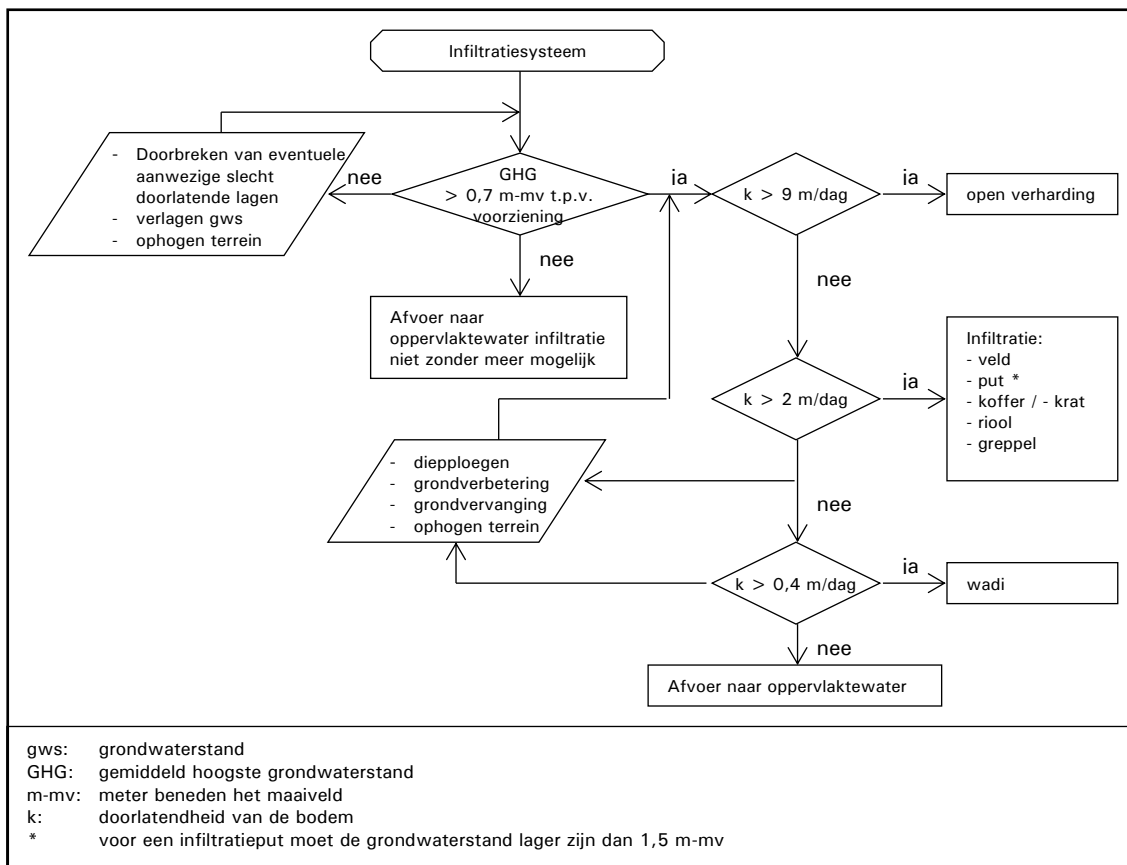 Infiltratiesysteem
- Doorbreken van eventuele
aanwezige slecht
doorlatende lagen
- verlagen gws
- ophogen terrein
nee
GHG
> 0,7 m-mv t.p.v.
voorziening
ja
k > 9 m/dag
ja
open verharding
nee
nee
Afvoer naar
oppervlaktewater infiltratie
niet zonder meer mogelijk
Infiltratie:
- veld
- put *
- koffer / - krat
- riool
- greppel
k > 2 m/dag
ja
- diepploegen
- grondverbetering
- grondvervanging
- ophogen terrein
nee
k > 0,4 m/dag
ja
wadi
nee
Afvoer naar oppervlaktewater
gws: grondwaterstand
GHG: gemiddeld hoogste grondwaterstand
m-mv: meter beneden het maaiveld
k: doorlatendheid van de bodem
* voor een infiltratieput moet de grondwaterstand lager zijn dan 1,5 m-mv